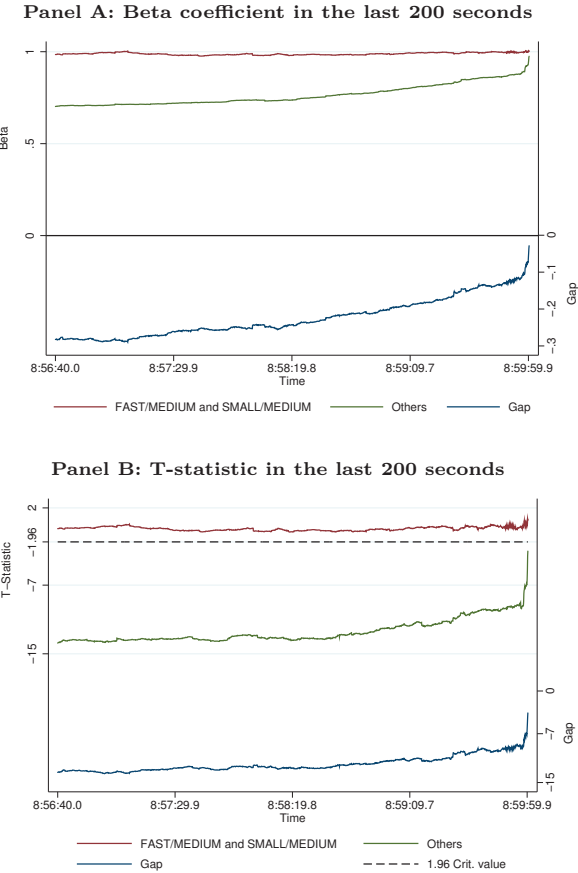 Panel A: Beta coefficient in the last 200 seconds
1
.5
0
Beta
0
-.1
-.2
-.3
Gap
8:56:40.0 8:57:29.9 8:58:19.8 8:59:09.7 8:59:59.9
Time
FAST/MEDIUM and SMALL/MEDIUM Others Gap
Panel B: T-statistic in the last 200 seconds
2
-1.96
-7
-15
T-Statistic
0
-7
-15
Gap
8:56:40.0 8:57:29.9 8:58:19.8 8:59:09.7 8:59:59.9
Time
FAST/MEDIUM and SMALL/MEDIUM Others
Gap 1.96 Crit. value